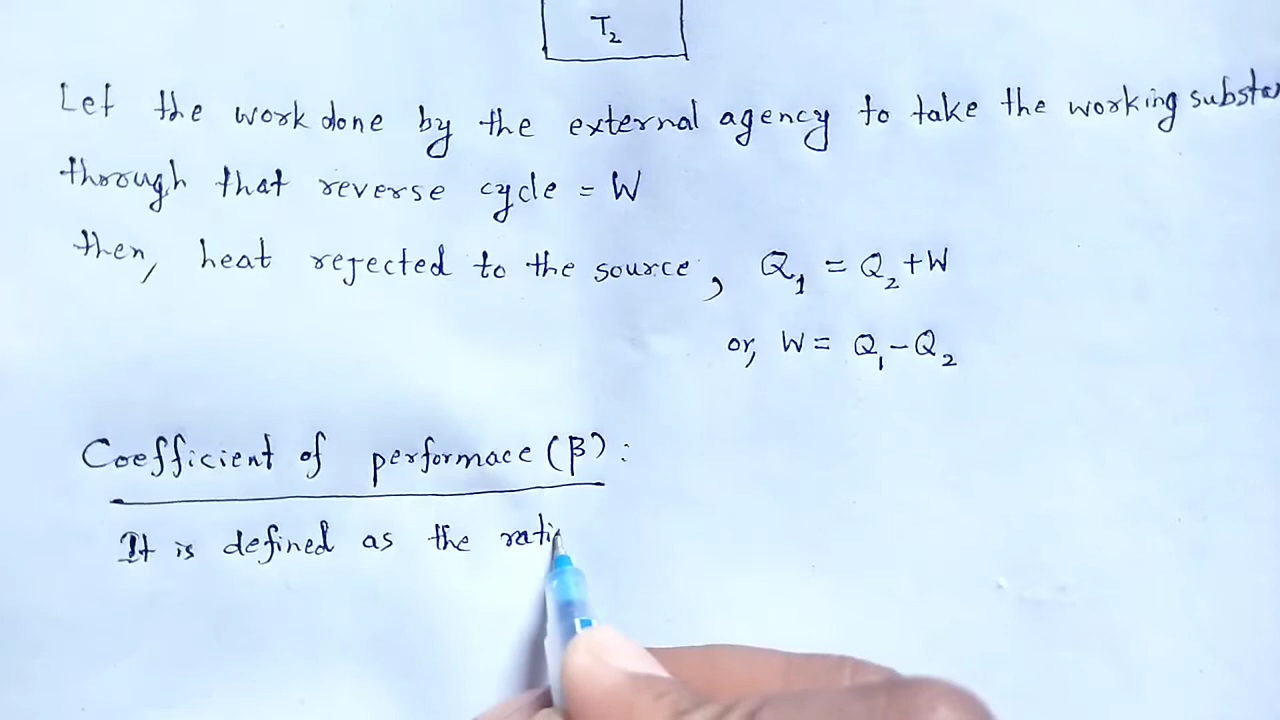 T₂
Let the work done by the external agency to take the working
through that reverse cycle = W
then, heat rejected to the source, Q₁ = Q₂ + W
or, W = Q₁ - Q₂
Coefficient of performace (β) :
It is defined as the